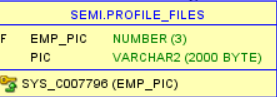 SEMI.PROFILE_FILES
F EMP_PIC NUMBER (3)
PIC VARCHAR2 (2000 BYTE)
SYS_C007796 (EMP_PIC)